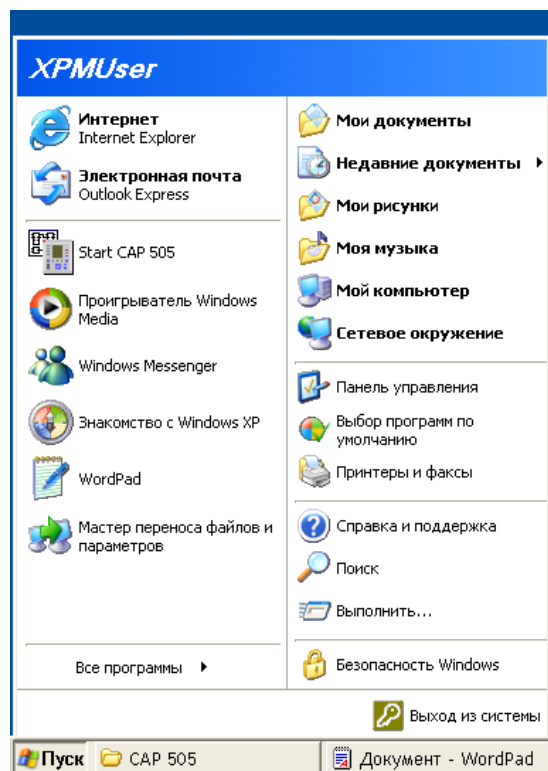 XPMUser
Интернет
Internet Explorer
Электронная почта
Outlook Express
Start CAP 505
Проигрыватель Windows
Media
Windows Messenger
Знакомство с Windows XP
WordPad
Мастер переноса файлов и
параметров
Все программы
Мои документы
Недавние документы
Мои рисунки
Моя музыка
Мой компьютер
Сетевое окружение
Панель управления
Выбор программ по
умолчанию
Принтеры и факсы
Справка и поддержка
Поиск
Выполнить...
Безопасность Windows
Выход из системы
Пуск
CAP 505
Документ - WordPad